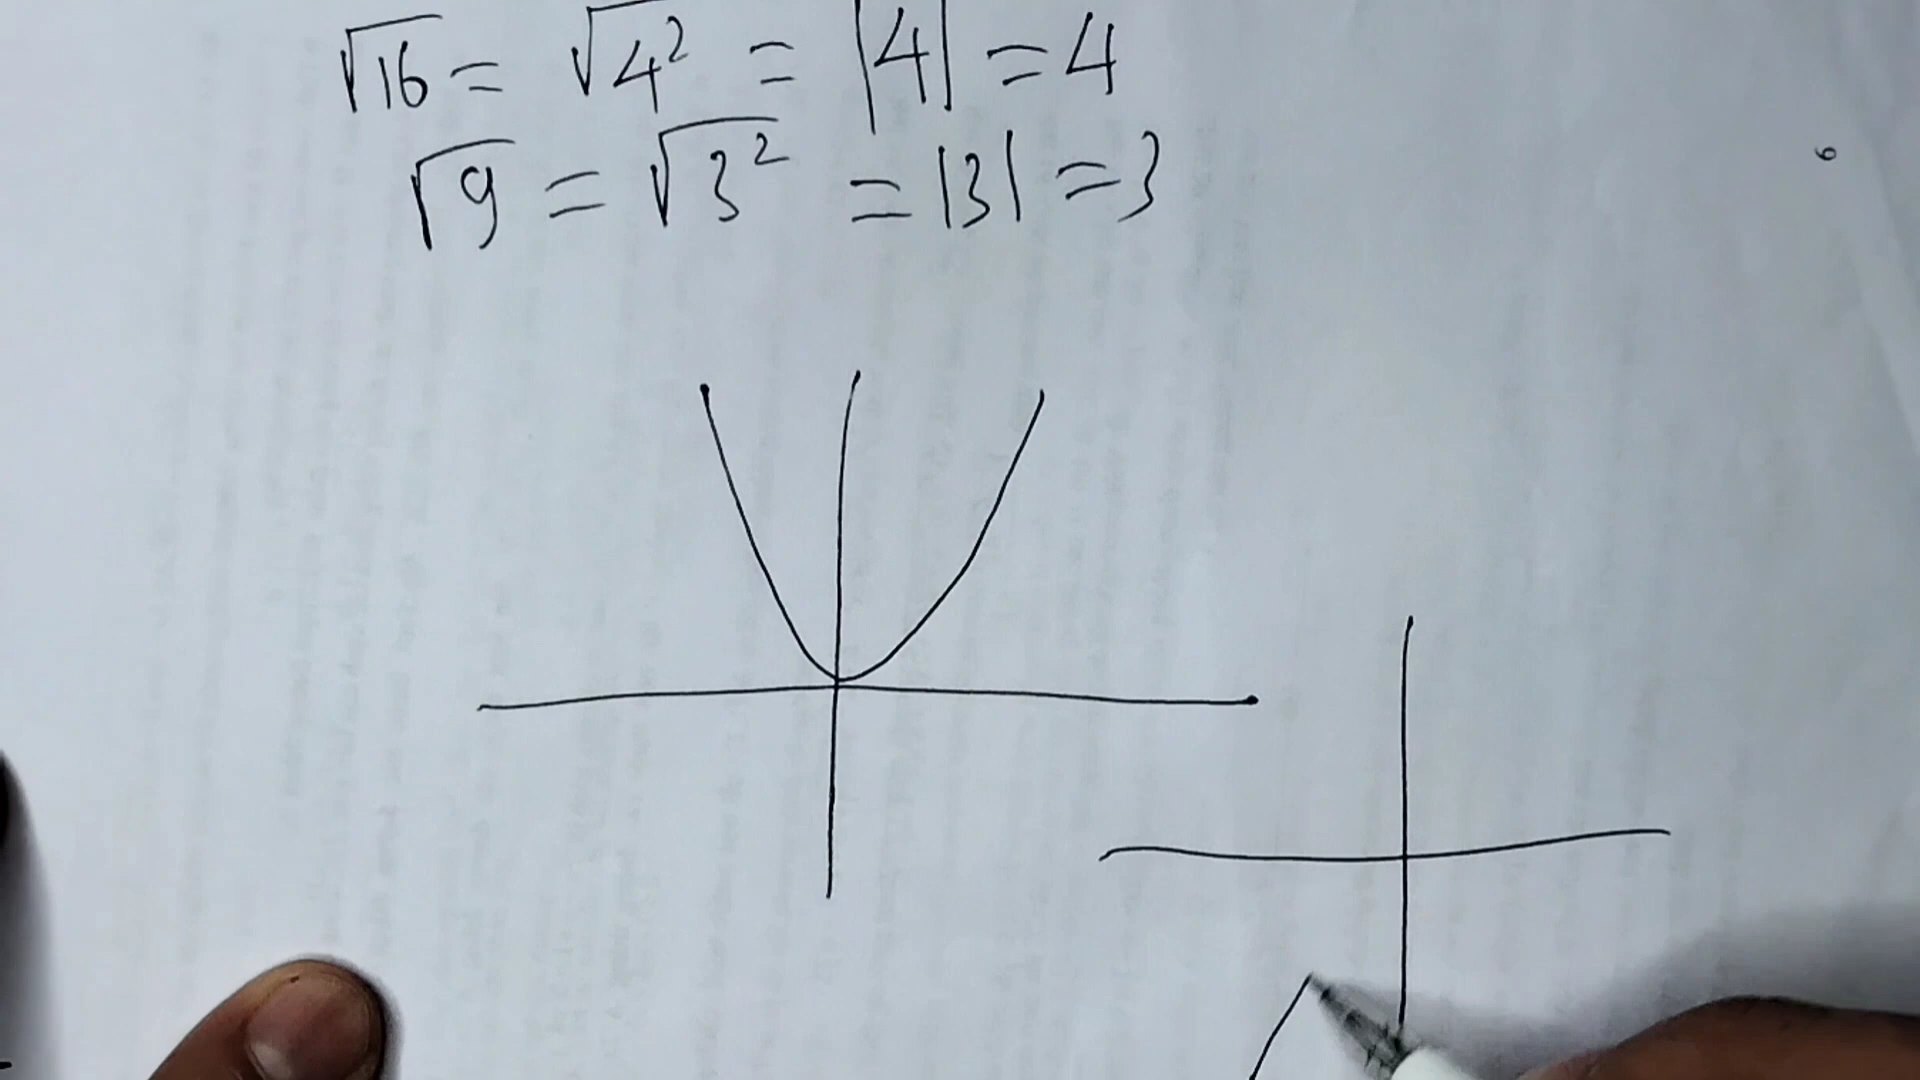 √16 = √4² = |4| = 4
√9 = √3² = |3| = 3